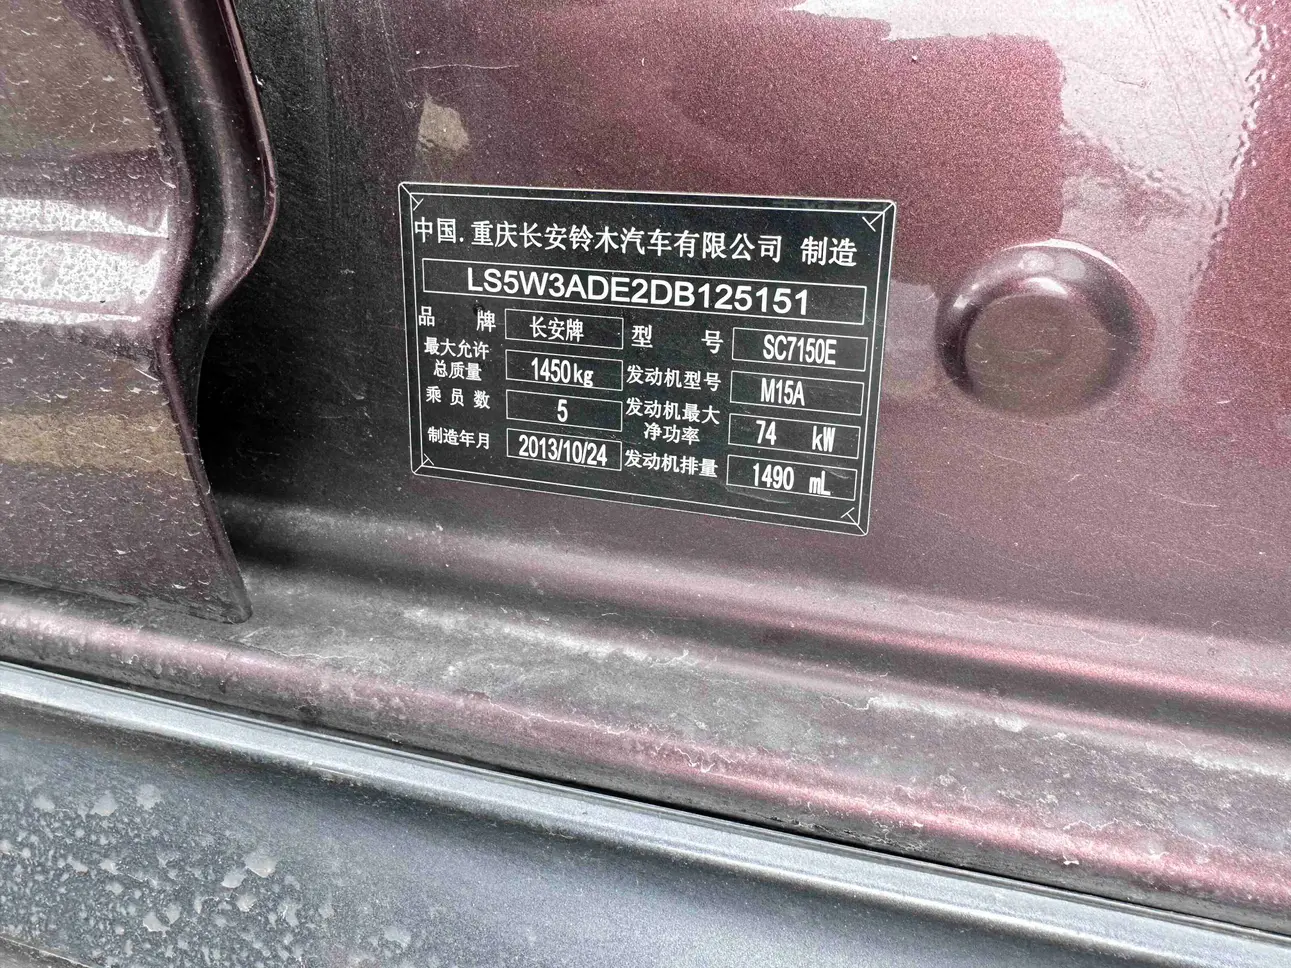 中国.重庆长安铃木汽车有限公司 制造
LS5W3ADE2DB125151
品 牌 长安牌 型 号 SC7150E
最大允许总质量 1450kg 发动机型号 M15A
乘员数 5 发动机最大净功率 74 kW
制造年月 2013/10/24 发动机排量 1490 mL